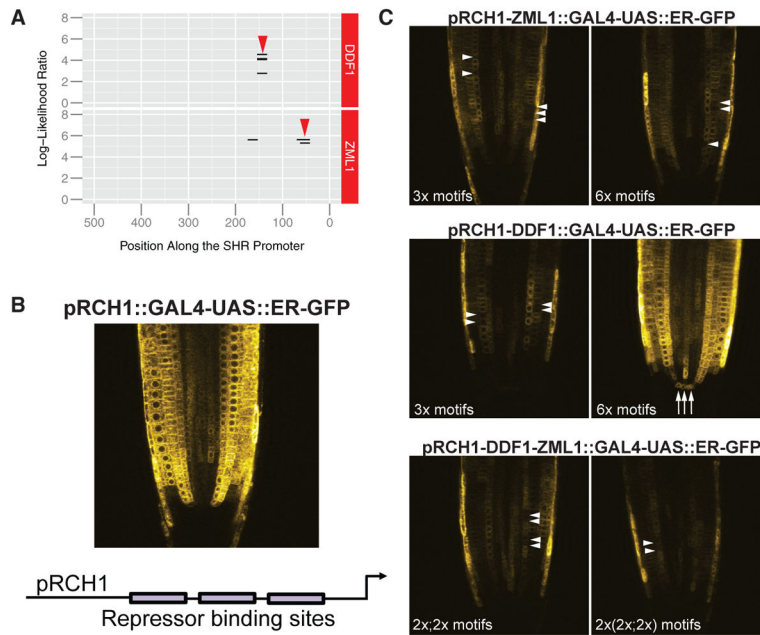 A
Log−Likelihood Ratio
8
6
4
2
0
DDF1
8
6
4
2
0
ZML1
500 400 300 200 100 0
Position Along the SHR Promoter
B
pRCH1::GAL4-UAS::ER-GFP
pRCH1
Repressor binding sites
C
pRCH1-ZML1::GAL4-UAS::ER-GFP
3x motifs
6x motifs
pRCH1-DDF1::GAL4-UAS::ER-GFP
3x motifs
6x motifs
pRCH1-DDF1-ZML1::GAL4-UAS::ER-GFP
2x;2x motifs
2x(2x;2x) motifs